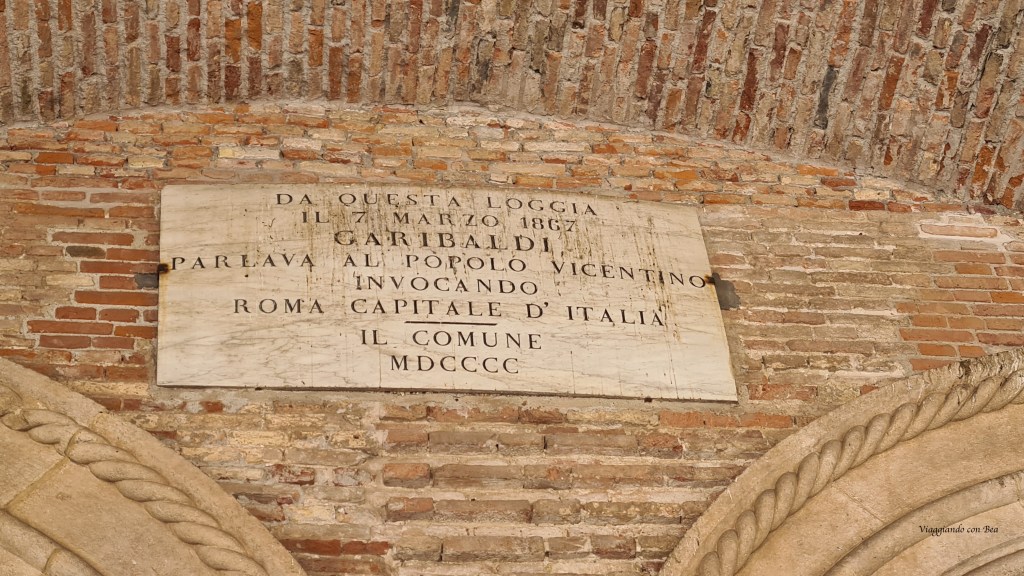 DA QUESTA LOGGIA
IL 7 MARZO 1867
GARIBALDI
PARLAVA AL POPOLO VICENTINO
INVOCANDO
ROMA CAPITALE D'ITALIA
IL COMUNE
MDCCCC
Viaggiando con Bea